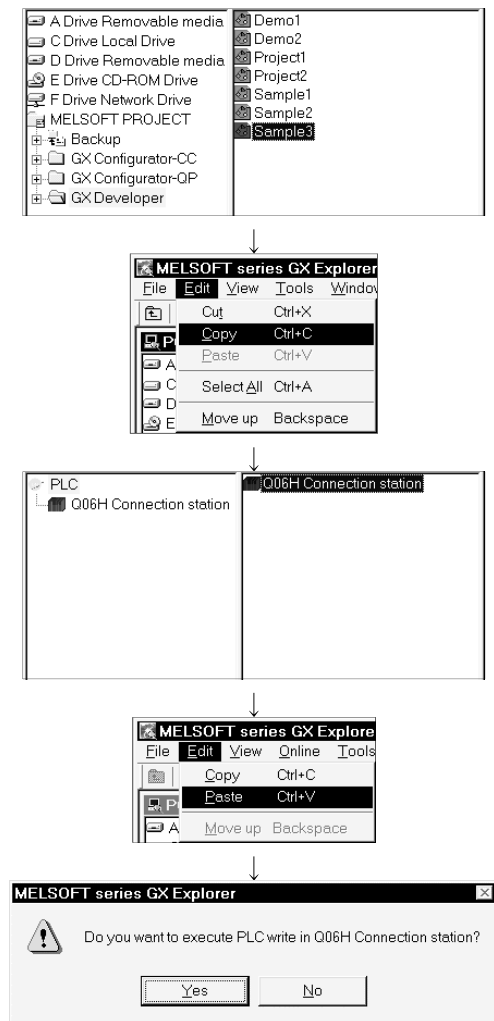 A Drive Removable media
C Drive Local Drive
D Drive Removable media
E Drive CD-ROM Drive
F Drive Network Drive
MELSOFT PROJECT
Backup
GX Configurator-CC
GX Configurator-QP
GX Developer
Demo1
Demo2
Project1
Project2
Sample1
Sample2
Sample3
↓
MELSOFT series GX Explorer
File Edit View Tools Window
Cut Ctrl+X
Copy Ctrl+C
Paste Ctrl+V
Select All Ctrl+A
Move up Backspace
P
A
C
D
E
↓
PLC
Q06H Connection station
Q06H Connection station
↓
MELSOFT series GX Explore
File Edit View Online Tools
Copy Ctrl+C
Paste Ctrl+V
Move up Backspace
P
A
↓
MELSOFT series GX Explorer
Do you want to execute PLC write in Q06H Connection station?
Yes No